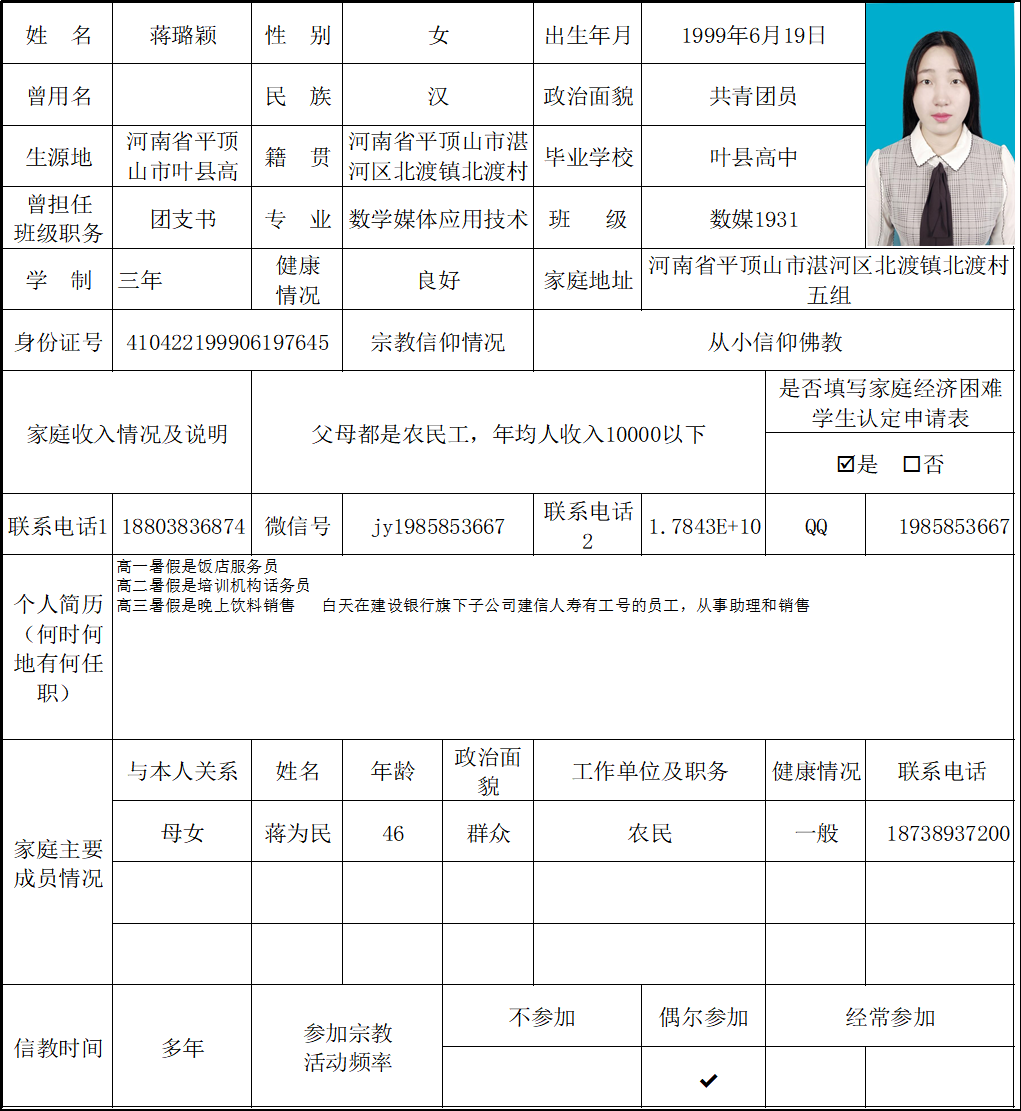 姓 名 蒋璐颖 性 别 女 出生年月 1999年6月19日
曾用名 民 族 汉 政治面貌 共青团员
生源地 河南省平顶山市叶县高 籍 贯 河南省平顶山市湛河区北渡镇北渡村 毕业学校 叶县高中
曾担任班级职务 团支书 专 业 数学媒体应用技术 班 级 数媒1931
学 制 三年 健康情况 良好 家庭地址 河南省平顶山市湛河区北渡镇北渡村五组
身份证号 410422199906197645 宗教信仰情况 从小信仰佛教
家庭收入情况及说明 父母都是农民工，年均人收入10000以下 是否填写家庭经济困难学生认定申请表
☑是 □否
联系电话1 18803836874 微信号 jy1985853667 联系电话2 1.7843E+10 QQ 1985853667
个人简历（何时何地有何任职）
高一暑假是饭店服务员
高二暑假是培训机构话务员
高三暑假是晚上饮料销售 白天在建设银行旗下子公司建信人寿有工号的员工，从事助理和销售
家庭主要成员情况
与本人关系 姓名 年龄 政治面貌 工作单位及职务 健康情况 联系电话
母女 蒋为民 46 群众 农民 一般 18738937200
信教时间 多年 参加宗教活动频率 不参加 偶尔参加 经常参加
✔